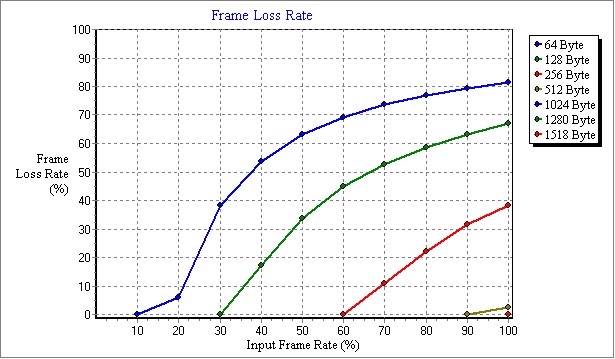 Frame Loss Rate
100
90
80
70
60
50
40
30
20
10
0
Frame
Loss Rate
(%)
10 20 30 40 50 60 70 80 90 100
Input Frame Rate (%)
64 Byte
128 Byte
256 Byte
512 Byte
1024 Byte
1280 Byte
1518 Byte